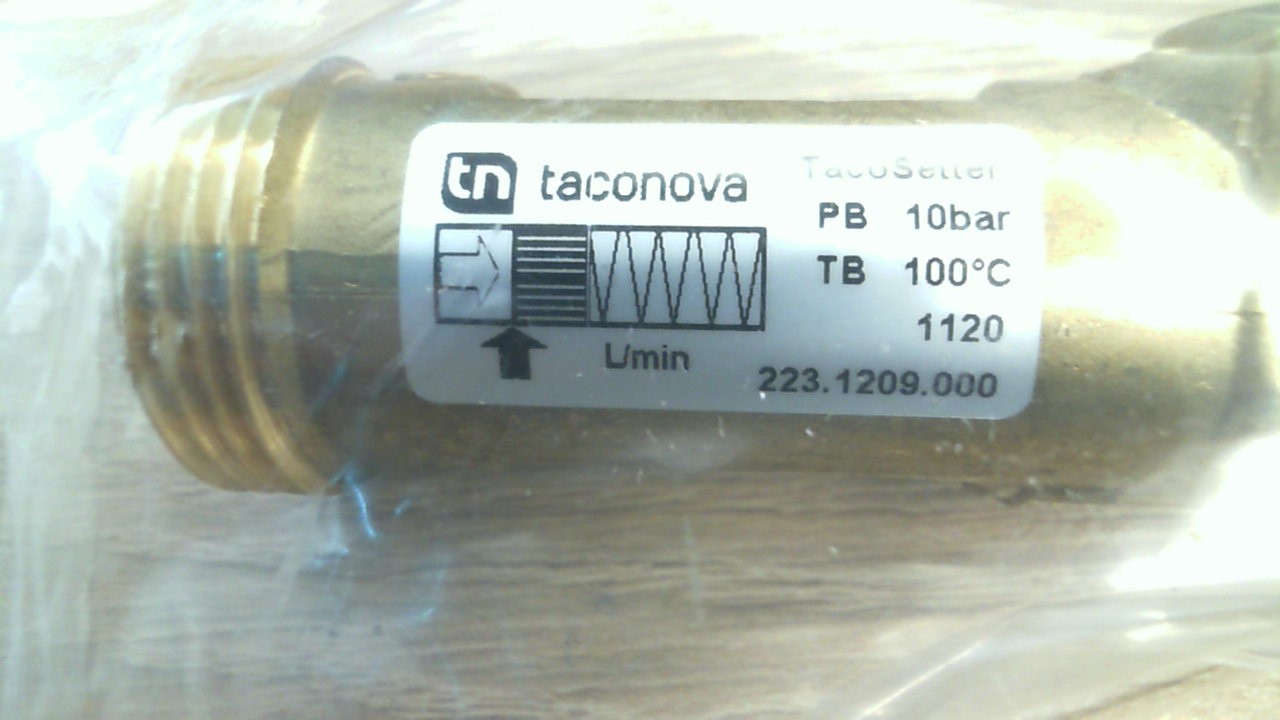 tn taconova
TacoSetter
PB 10bar
TB 100°C
1120
L/min
223.1209.000